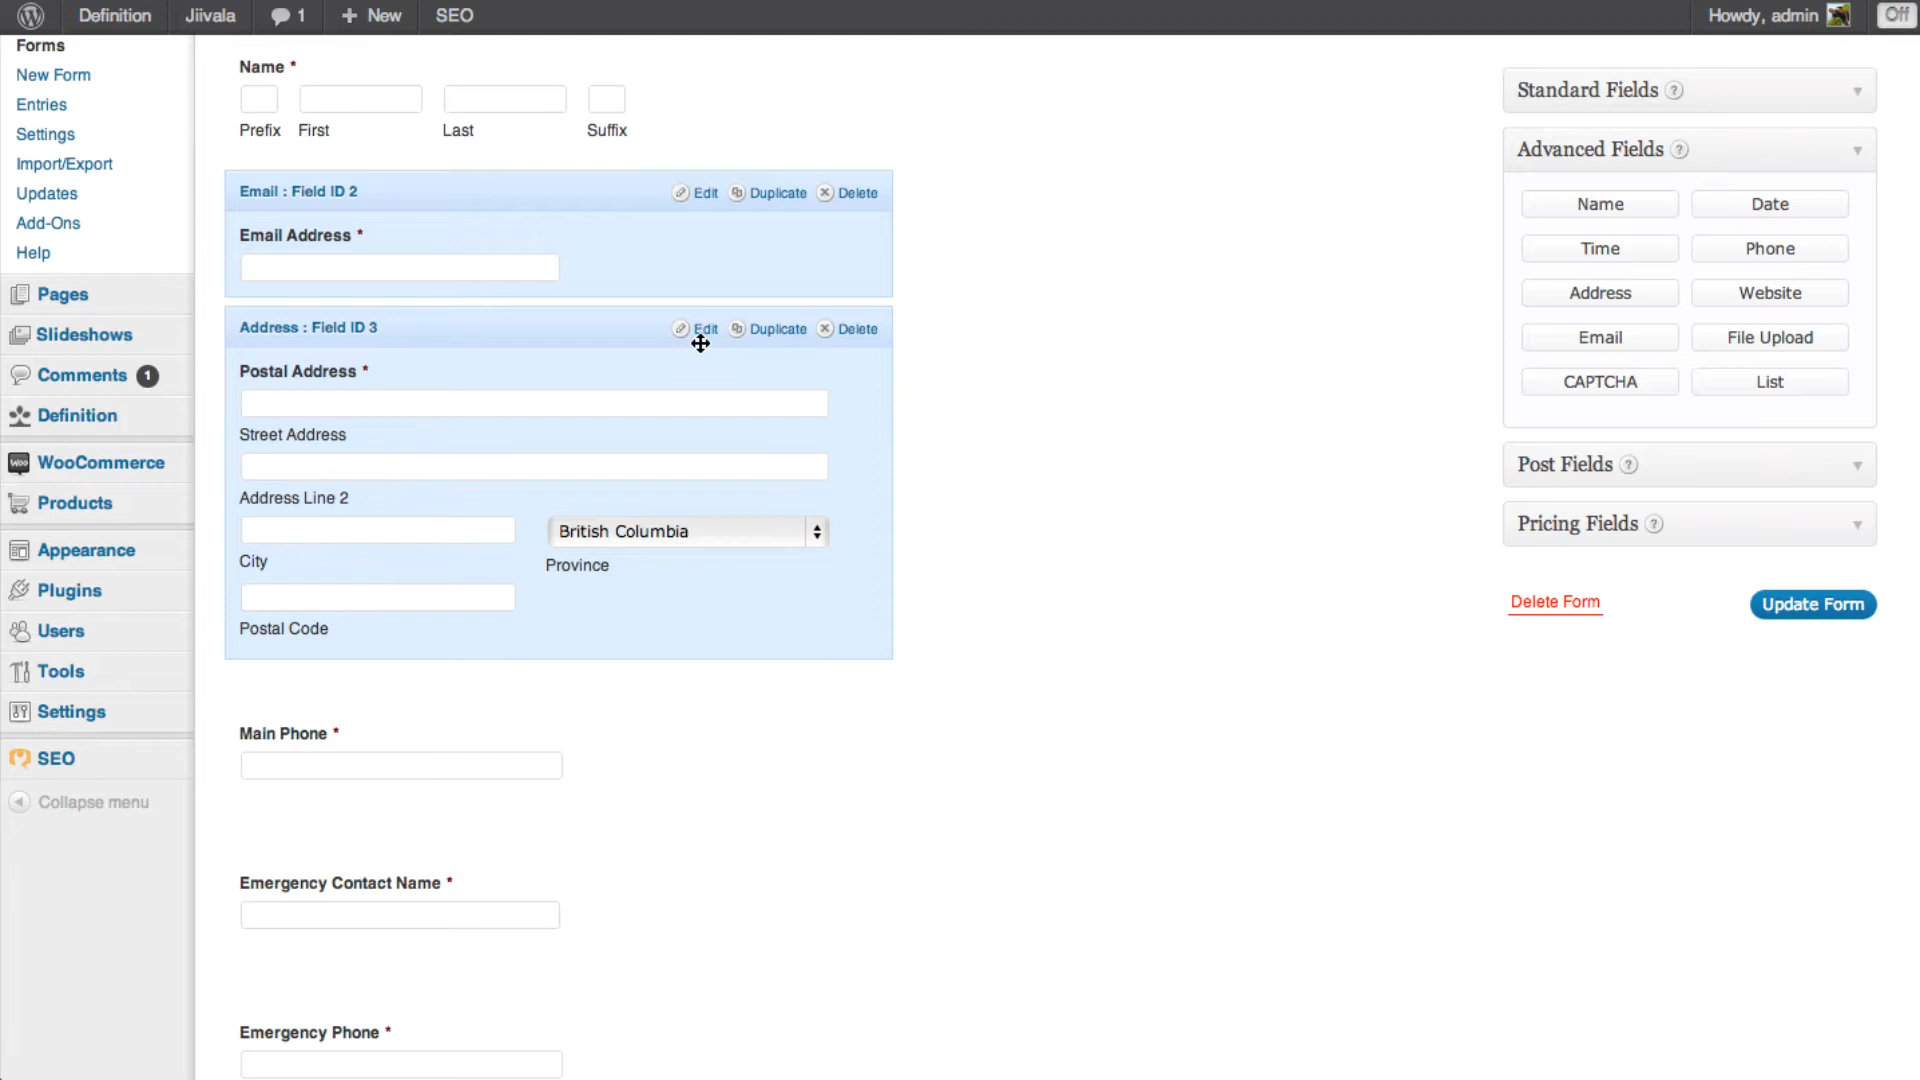 Definition
Jiivala
1
New
SEO
Howdy, admin
Off
Forms
New Form
Entries
Settings
Import/Export
Updates
Add-Ons
Help
Pages
Slideshows
Comments 1
Definition
WooCommerce
Products
Appearance
Plugins
Users
Tools
Settings
SEO
Collapse menu
Name *
Prefix First Last Suffix
Email : Field ID 2 Edit Duplicate Delete
Email Address *
Address : Field ID 3 Edit Duplicate Delete
Postal Address *
Street Address
Address Line 2
British Columbia
City Province
Postal Code
Main Phone *
Emergency Contact Name *
Emergency Phone *
Standard Fields ?
Advanced Fields ?
Name Date
Time Phone
Address Website
Email File Upload
CAPTCHA List
Post Fields ?
Pricing Fields ?
Delete Form Update Form